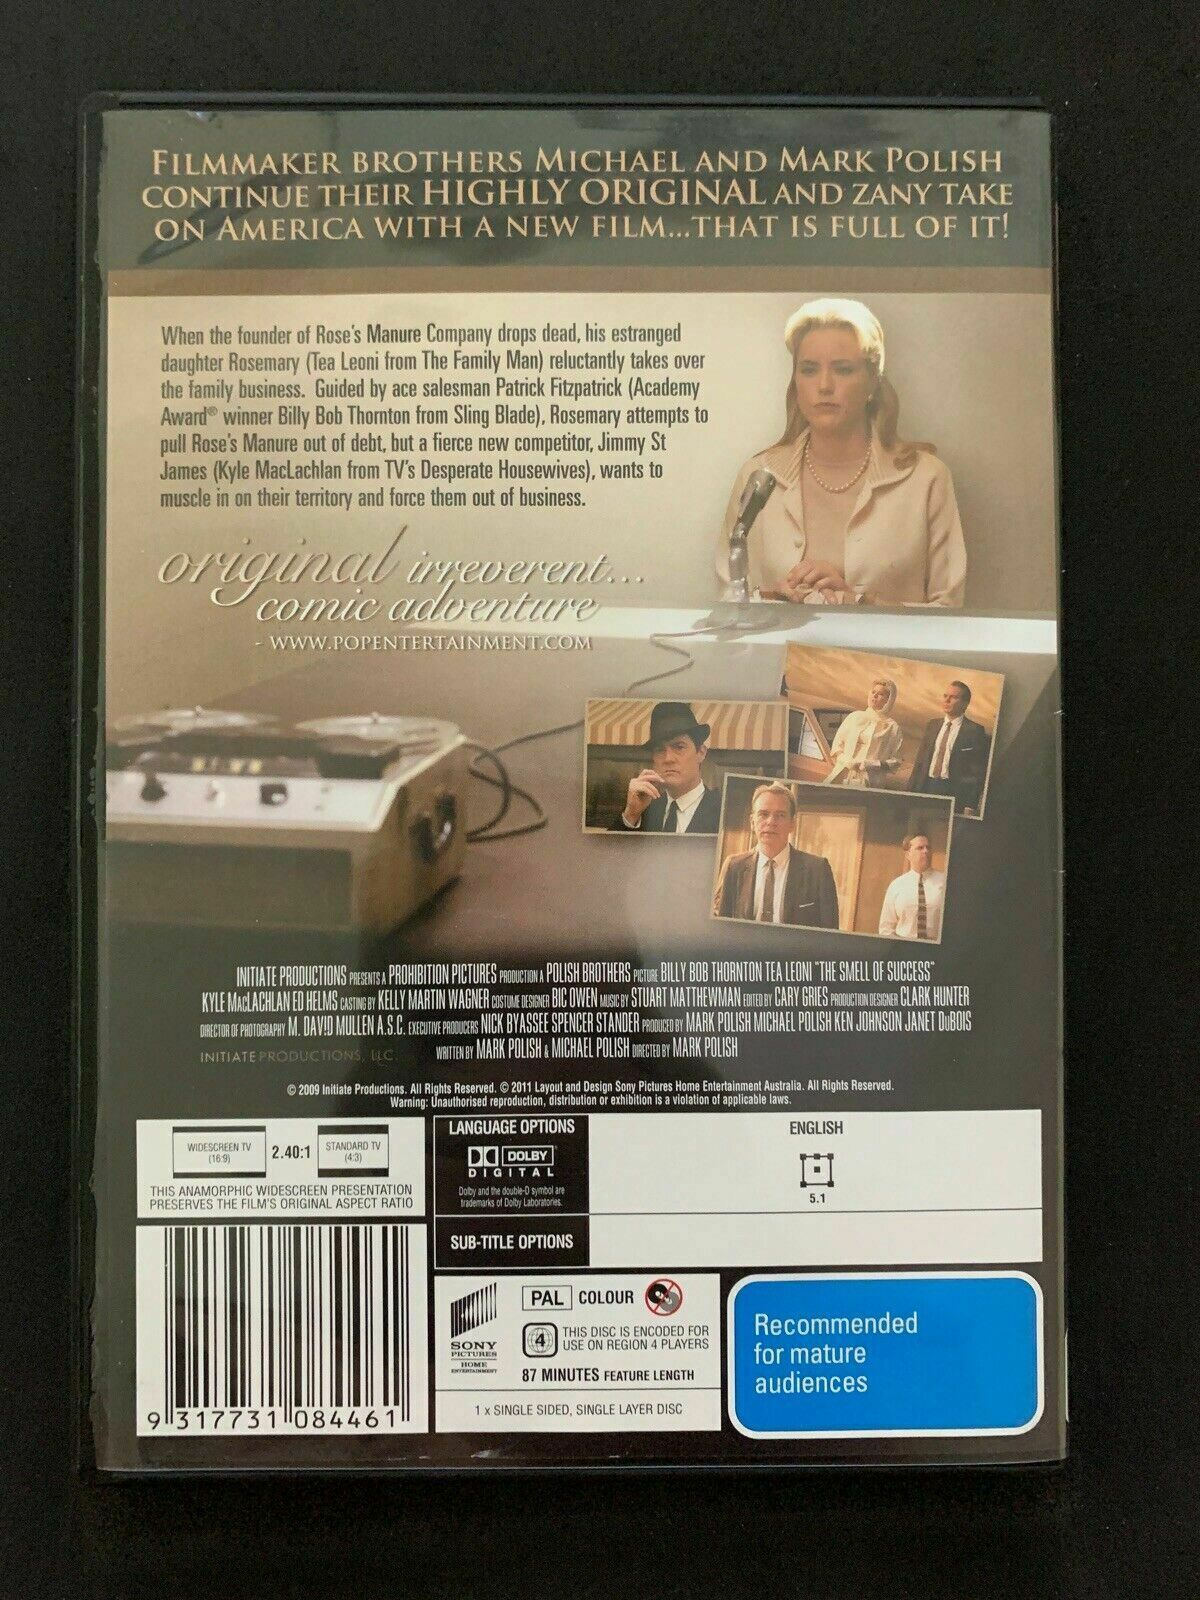 FILMMAKER BROTHERS MICHAEL AND MARK POLISH
CONTINUE THEIR HIGHLY ORIGINAL AND ZANY TAKE
ON AMERICA WITH A NEW FILM...THAT IS FULL OF IT!
When the founder of Rose's Manure Company drops dead, his estranged
daughter Rosemary (Tea Leoni from The Family Man) reluctantly takes over
the family business. Guided by ace salesman Patrick Fitzpatrick (Academy
Award® winner Billy Bob Thornton from Sling Blade), Rosemary attempts to
pull Rose's Manure out of debt, but a fierce new competitor, Jimmy St
James (Kyle MacLachlan from TV's Desperate Housewives), wants to
muscle in on their territory and force them out of business.
original irreverent...
comic adventure
- WWW.POPENTERTAINMENT.COM
INITIATE PRODUCTIONS PRESENTS A PROHIBITION PICTURES PRODUCTION A POLISH BROTHERS PICTURE BILLY BOB THORNTON TEA LEONI "THE SMELL OF SUCCESS"
KYLE MACLACHLAN ED HELMS CASTING BY KELLY MARTIN WAGNER COSTUME DESIGNER BIC OWEN MUSIC BY STUART MATTHEWMAN EDITED BY CARY GRIES PRODUCTION DESIGNER CLARK HUNTER
DIRECTOR OF PHOTOGRAPHY M. DAVID MULLEN A.S.C. EXECUTIVE PRODUCERS NICK BYASSEE SPENCER STANDER PRODUCED BY MARK POLISH MICHAEL POLISH KEN JOHNSON JANET DuBOIS
INITIATE PRODUCTIONS, LLC. WRITTEN BY MARK POLISH & MICHAEL POLISH DIRECTED BY MARK POLISH
© 2009 Initiate Productions. All Rights Reserved. © 2011 Layout and Design Sony Pictures Home Entertainment Australia. All Rights Reserved.
Warning: Unauthorised reproduction, distribution or exhibition is a violation of applicable laws.
WIDESCREEN TV
(16:9)
2.40:1
STANDARD TV
(4:3)
THIS ANAMORPHIC WIDESCREEN PRESENTATION
PRESERVES THE FILM'S ORIGINAL ASPECT RATIO
LANGUAGE OPTIONS
DOLBY
DIGITAL
Dolby and the double-D symbol are
trademarks of Dolby Laboratories.
ENGLISH
5.1
SUB-TITLE OPTIONS
9 317731 084461
SONY
PICTURES
HOME
ENTERTAINMENT
PAL COLOUR
4
THIS DISC IS ENCODED FOR
USE ON REGION 4 PLAYERS
87 MINUTES FEATURE LENGTH
1 x SINGLE SIDED, SINGLE LAYER DISC
Recommended
for mature
audiences